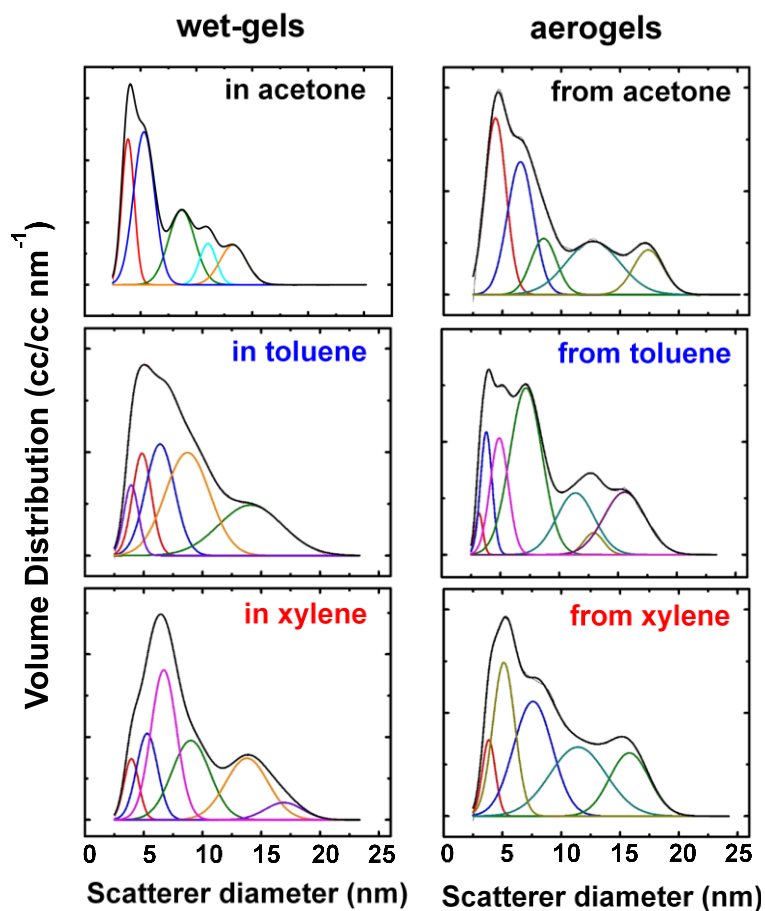 wet-gels
aerogels
in acetone
from acetone
in toluene
from toluene
in xylene
from xylene
Volume Distribution (cc/cc nm-1)
0 5 10 15 20 25
0 5 10 15 20 25
Scatterer diameter (nm)
Scatterer diameter (nm)